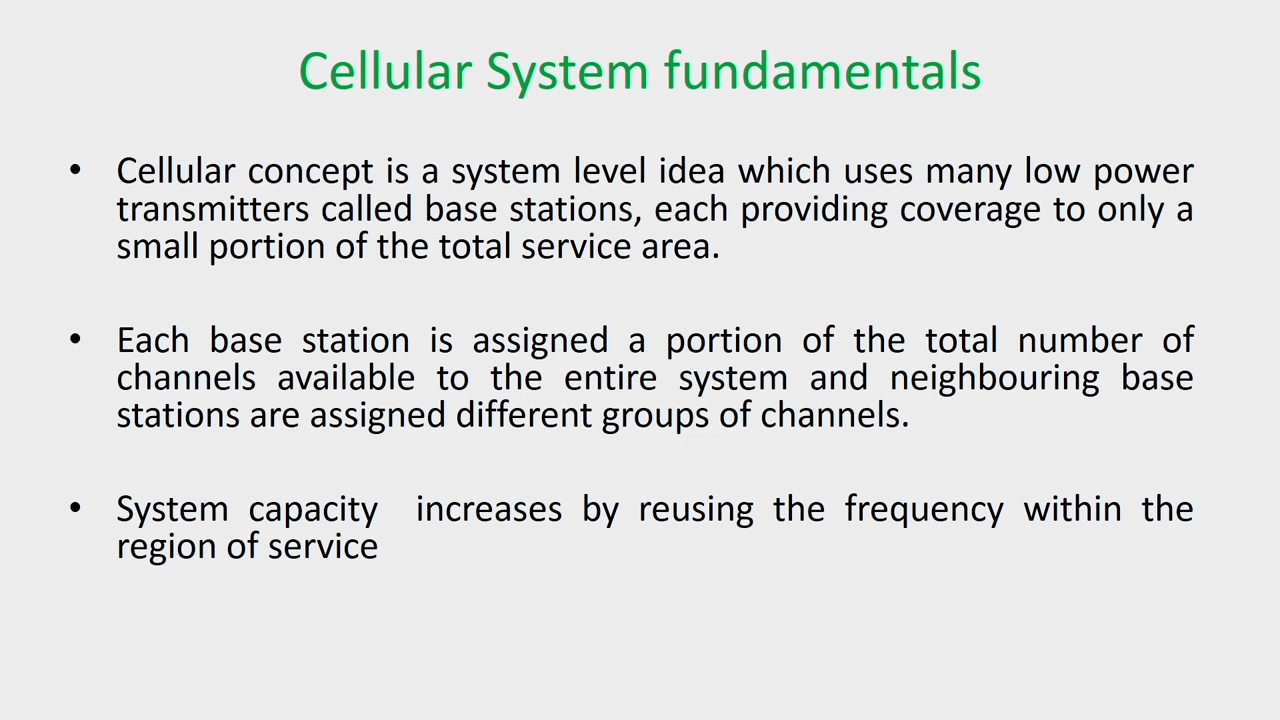 Cellular System fundamentals
• Cellular concept is a system level idea which uses many low power
transmitters called base stations, each providing coverage to only a
small portion of the total service area.
• Each base station is assigned a portion of the total number of
channels available to the entire system and neighbouring base
stations are assigned different groups of channels.
• System capacity increases by reusing the frequency within the
region of service